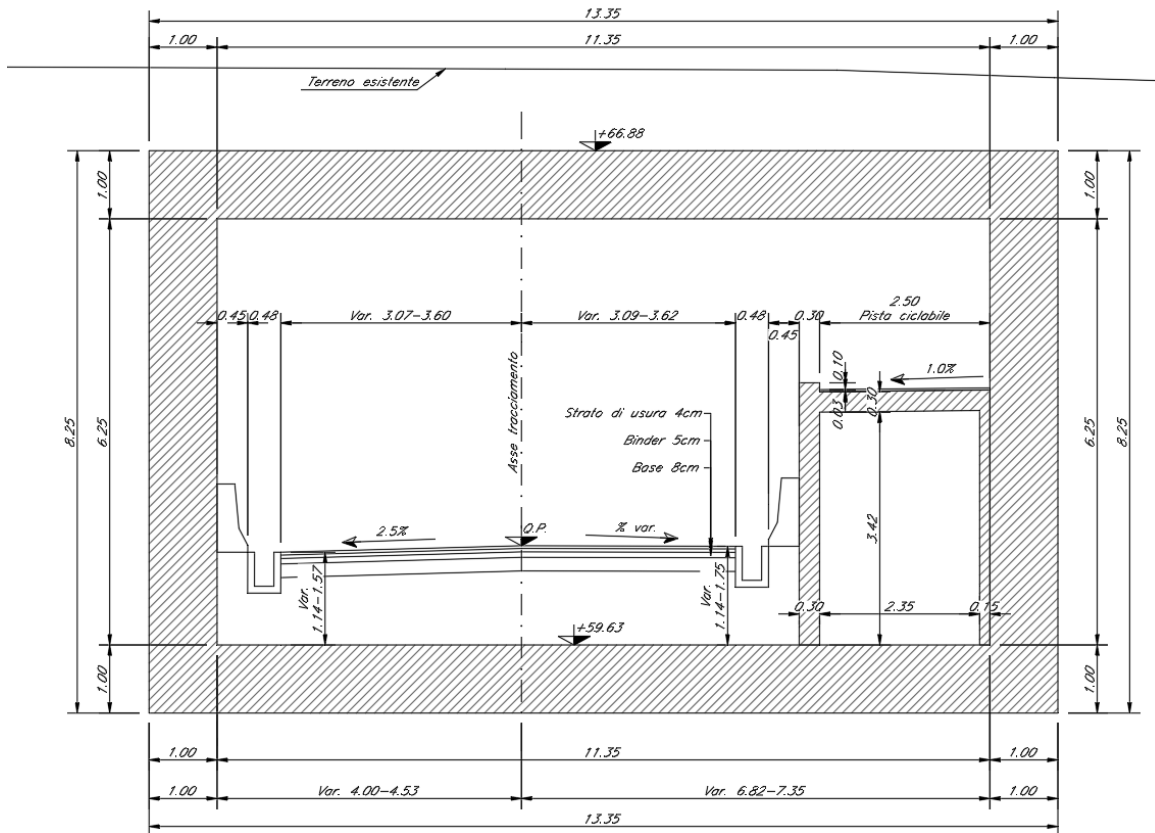 13.35
1.00 11.35 1.00
Terreno esistente
+66.88
1.00 1.00
0.45 0.48 Var. 3.07-3.60 Var. 3.09-3.62 0.48 0.30 2.50
Pista ciclabile
0.45
Asse tracciamento
0.10 1.0%
0.03 0.30
Strato di usura 4cm
Binder 5cm
Base 8cm
8.25 6.25 6.25 8.25
2.5% Q.P. % var.
3.42
Var.
1.14-1.57
Var.
1.14-1.75
0.30 2.35 0.15
+59.63
1.00 1.00
1.00 11.35 1.00
1.00 Var. 4.00-4.53 Var. 6.82-7.35 1.00
13.35